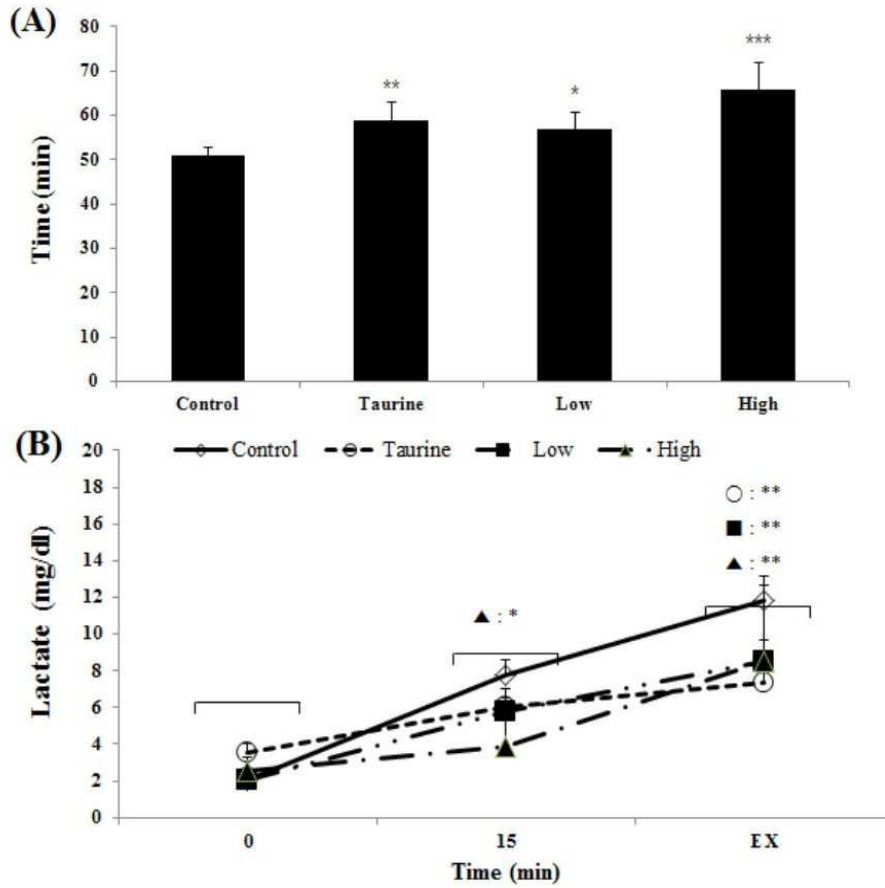 (A)
80
70
60
50
40
30
20
10
0
Time (min)
**
*
***
Control Taurine Low High
(B)
Control Taurine Low High
20
18
16
14
12
10
8
6
4
2
0
Lactate (mg/dl)
○ : **
■ : **
▲ : **
▲ : *
0 15 EX
Time (min)